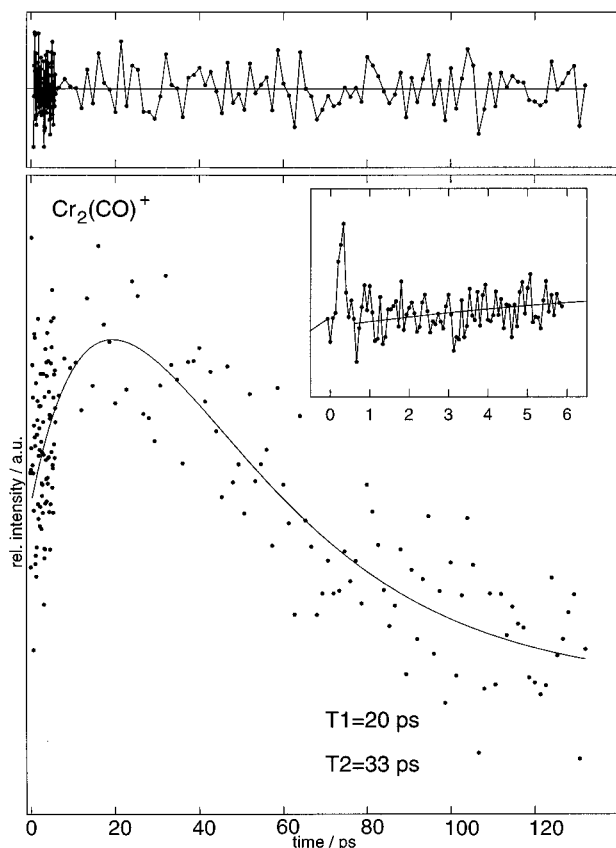 Cr₂(CO)⁺
0 1 2 3 4 5 6
rel. intensity / a.u.
T1=20 ps
T2=33 ps
0 20 40 60 80 100 120
time / ps